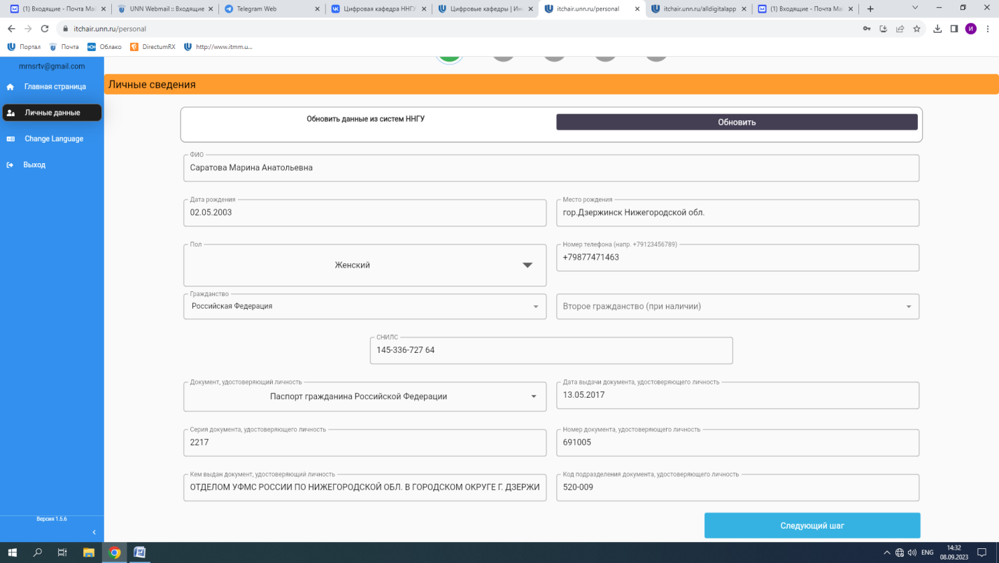 (1) Входящие - Почта Mai
UNN Webmail :: Входящие
Telegram Web
Цифровая кафедра ННГУ
Цифровые кафедры | Инс
itchair.unn.ru/personal
itchair.unn.ru/alldigitalapp
(1) Входящие - Почта Mai
itchair.unn.ru/personal
И
Портал
Почта
Облако
DirectumRX
http://www.itmm.u...
mrnsrtv@gmail.com
Главная страница
Личные данные
Change Language
Выход
Версия 1.5.6
Личные сведения
Обновить данные из систем ННГУ
Обновить
ФИО
Саратова Марина Анатольевна
Дата рождения
02.05.2003
Место рождения
гор.Дзержинск Нижегородской обл.
Пол
Женский
Номер телефона (напр. +79123456789)
+79877471463
Гражданство
Российская Федерация
Второе гражданство (при наличии)
СНИЛС
145-336-727 64
Документ, удостоверяющий личность
Паспорт гражданина Российской Федерации
Дата выдачи документа, удостоверяющего личность
13.05.2017
Серия документа, удостоверяющего личность
2217
Номер документа, удостоверяющего личность
691005
Кем выдан документ, удостоверяющий личность
ОТДЕЛОМ УФМС РОССИИ ПО НИЖЕГОРОДСКОЙ ОБЛ. В ГОРОДСКОМ ОКРУГЕ Г. ДЗЕРЖИ
Код подразделения документа, удостоверяющего личность
520-009
Следующий шаг
ENG
14:32
08.09.2023